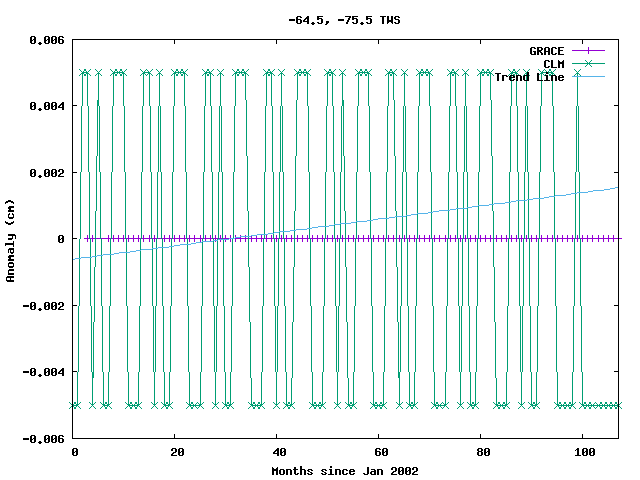 -64.5, -75.5 TWS
0.006
0.004
0.002
0
-0.002
-0.004
-0.006
Anomaly (cm)
GRACE
CLM
Trend Line
0 20 40 60 80 100
Months since Jan 2002